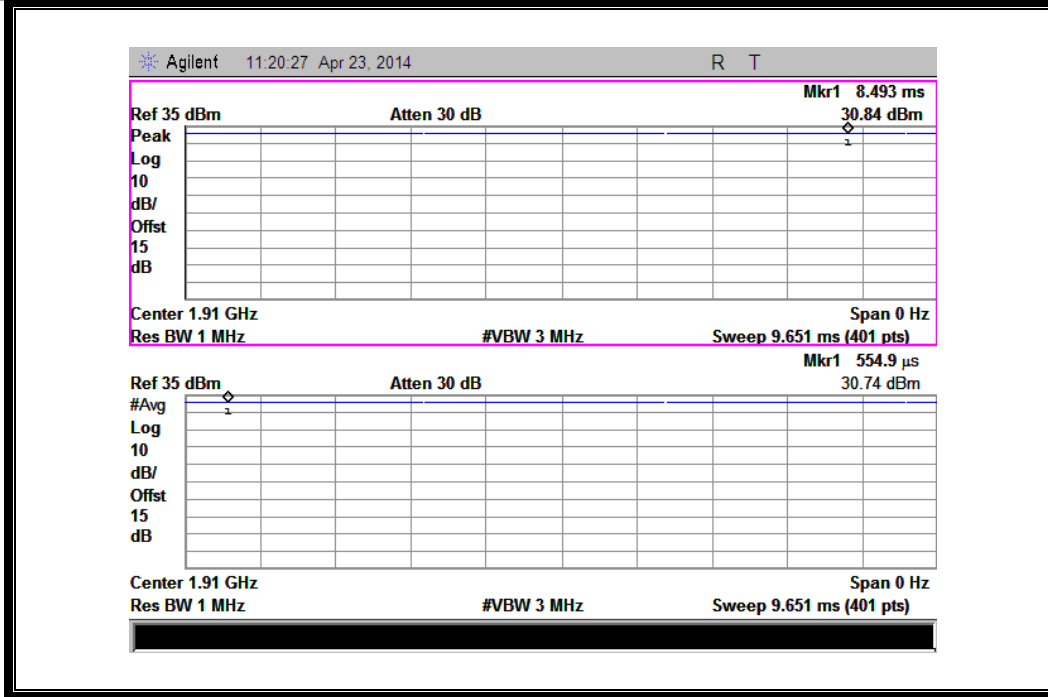 Agilent 11:20:27 Apr 23, 2014 R T
Mkr1 8.493 ms
Ref 35 dBm Atten 30 dB 30.84 dBm
Peak
Log
10
dB/
Offst
15
dB
1
Center 1.91 GHz Span 0 Hz
Res BW 1 MHz #VBW 3 MHz Sweep 9.651 ms (401 pts)
Mkr1 554.9 µs
Ref 35 dBm Atten 30 dB 30.74 dBm
#Avg
Log
10
dB/
Offst
15
dB
1
Center 1.91 GHz Span 0 Hz
Res BW 1 MHz #VBW 3 MHz Sweep 9.651 ms (401 pts)